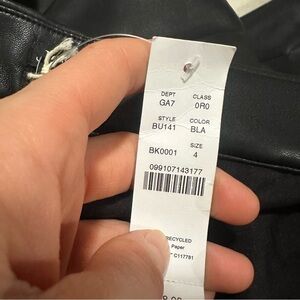 DEPT CLASS
GA7 0R0
STYLE COLOR
BU141 BLA
SIZE
BK0001 4
099107143177
RECYCLED
Paper
C117781